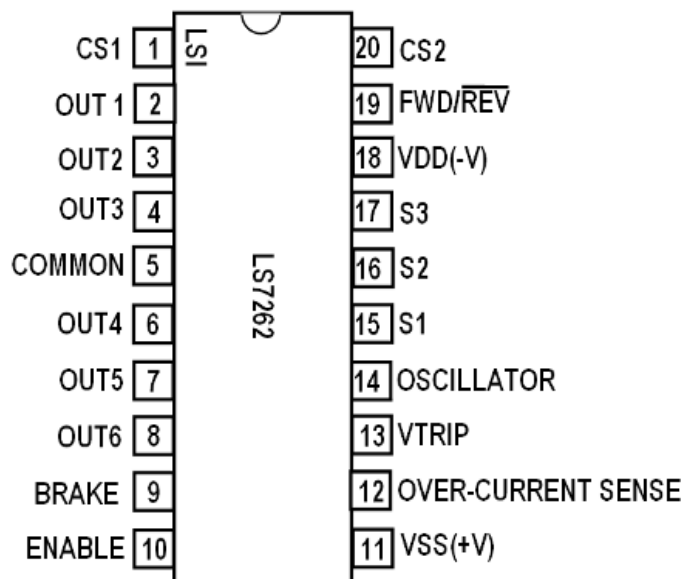 CS1 1
OUT 1 2
OUT2 3
OUT3 4
COMMON 5
OUT4 6
OUT5 7
OUT6 8
BRAKE 9
ENABLE 10
LSI
LS7262
20 CS2
19 FWD/REV
18 VDD(-V)
17 S3
16 S2
15 S1
14 OSCILLATOR
13 VTRIP
12 OVER-CURRENT SENSE
11 VSS(+V)